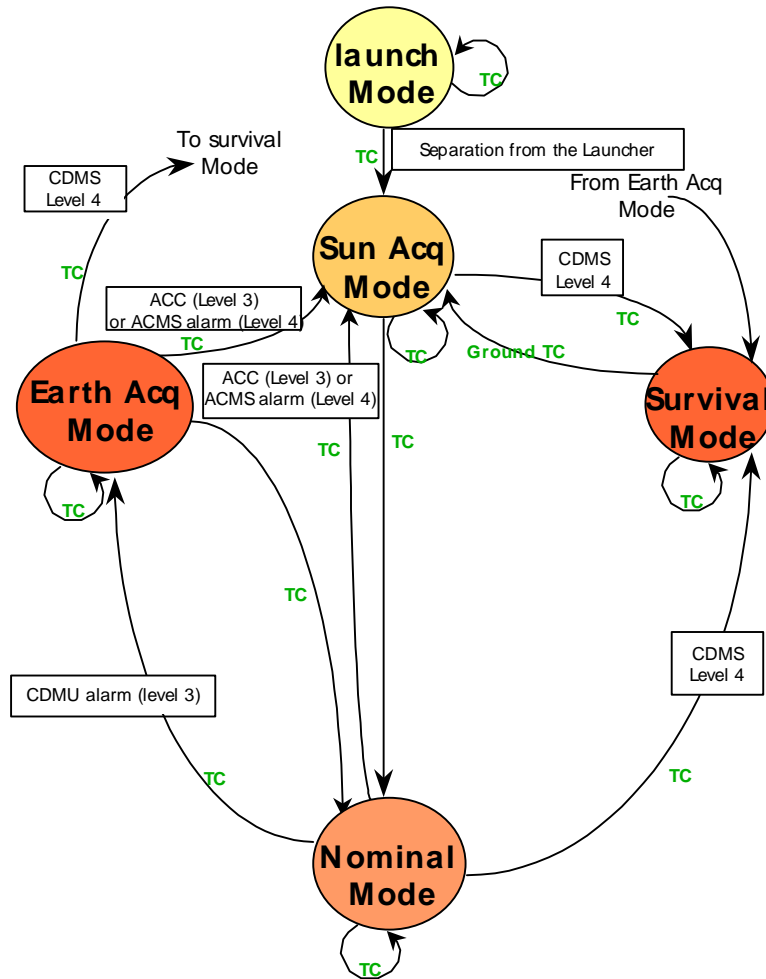 launch
Mode
TC
TC
Separation from the Launcher
To survival
Mode
CDMS
Level 4
From Earth Acq
Mode
Sun Acq
Mode
CDMS
Level 4
TC
TC
ACC (Level 3)
or ACMS alarm (Level 4)
TC
TC
Ground TC
Earth Acq
Mode
ACC (Level 3) or
ACMS alarm (Level 4)
Survival
Mode
TC
TC
TC
TC
TC
CDMS
Level 4
CDMU alarm (level 3)
TC
TC
Nominal
Mode
TC